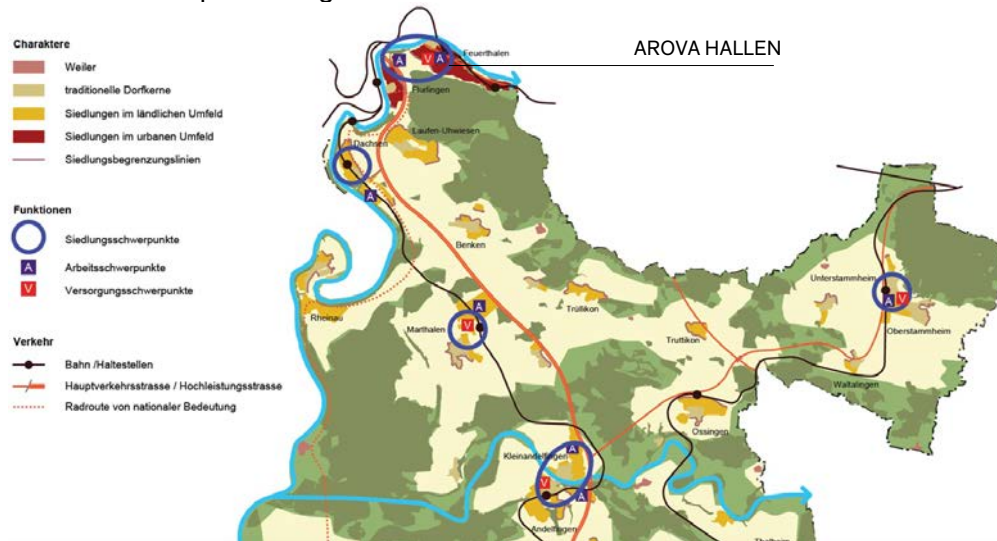 AROVA HALLEN
Charaktere
Weiler
traditionelle Dorfkerne
Siedlungen im ländlichen Umfeld
Siedlungen im urbanen Umfeld
Siedlungsbegrenzungslinien
Funktionen
Siedlungsschwerpunkte
A Arbeitsschwerpunkte
V Versorgungsschwerpunkte
Verkehr
Bahn /Haltestellen
Hauptverkehrsstrasse / Hochleistungsstrasse
Radroute von nationaler Bedeutung
Feuerthalen
A
V A
Flurlingen
Laufen-Uhwiesen
Dachsen
A
Benken
Rheinau
A
Marthalen
V
Trüllikon
Truttikon
Unterstammheim
A V
Oberstammheim
Waltalingen
Ossingen
Kleinandelfingen
A
V
A
Andelfingen